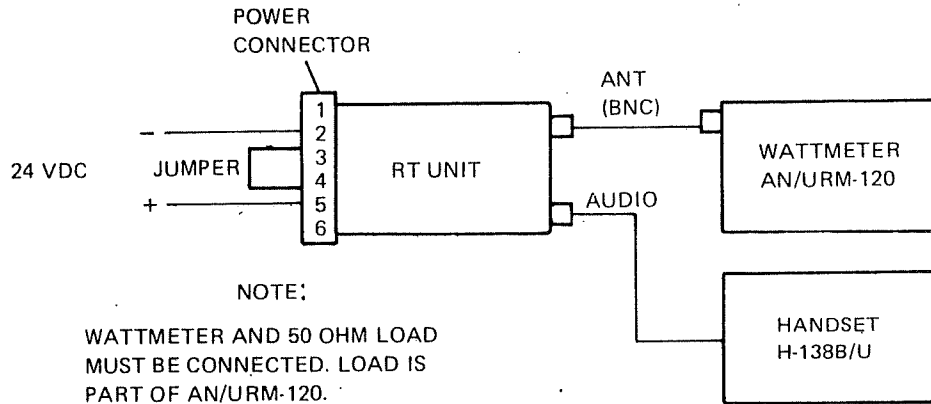 POWER
CONNECTOR
1
2
3
4
5
6
-
24 VDC
JUMPER
+
RT UNIT
ANT
(BNC)
AUDIO
WATTMETER
AN/URM-120
HANDSET
H-138B/U
NOTE:
WATTMETER AND 50 OHM LOAD
MUST BE CONNECTED. LOAD IS
PART OF AN/URM-120.